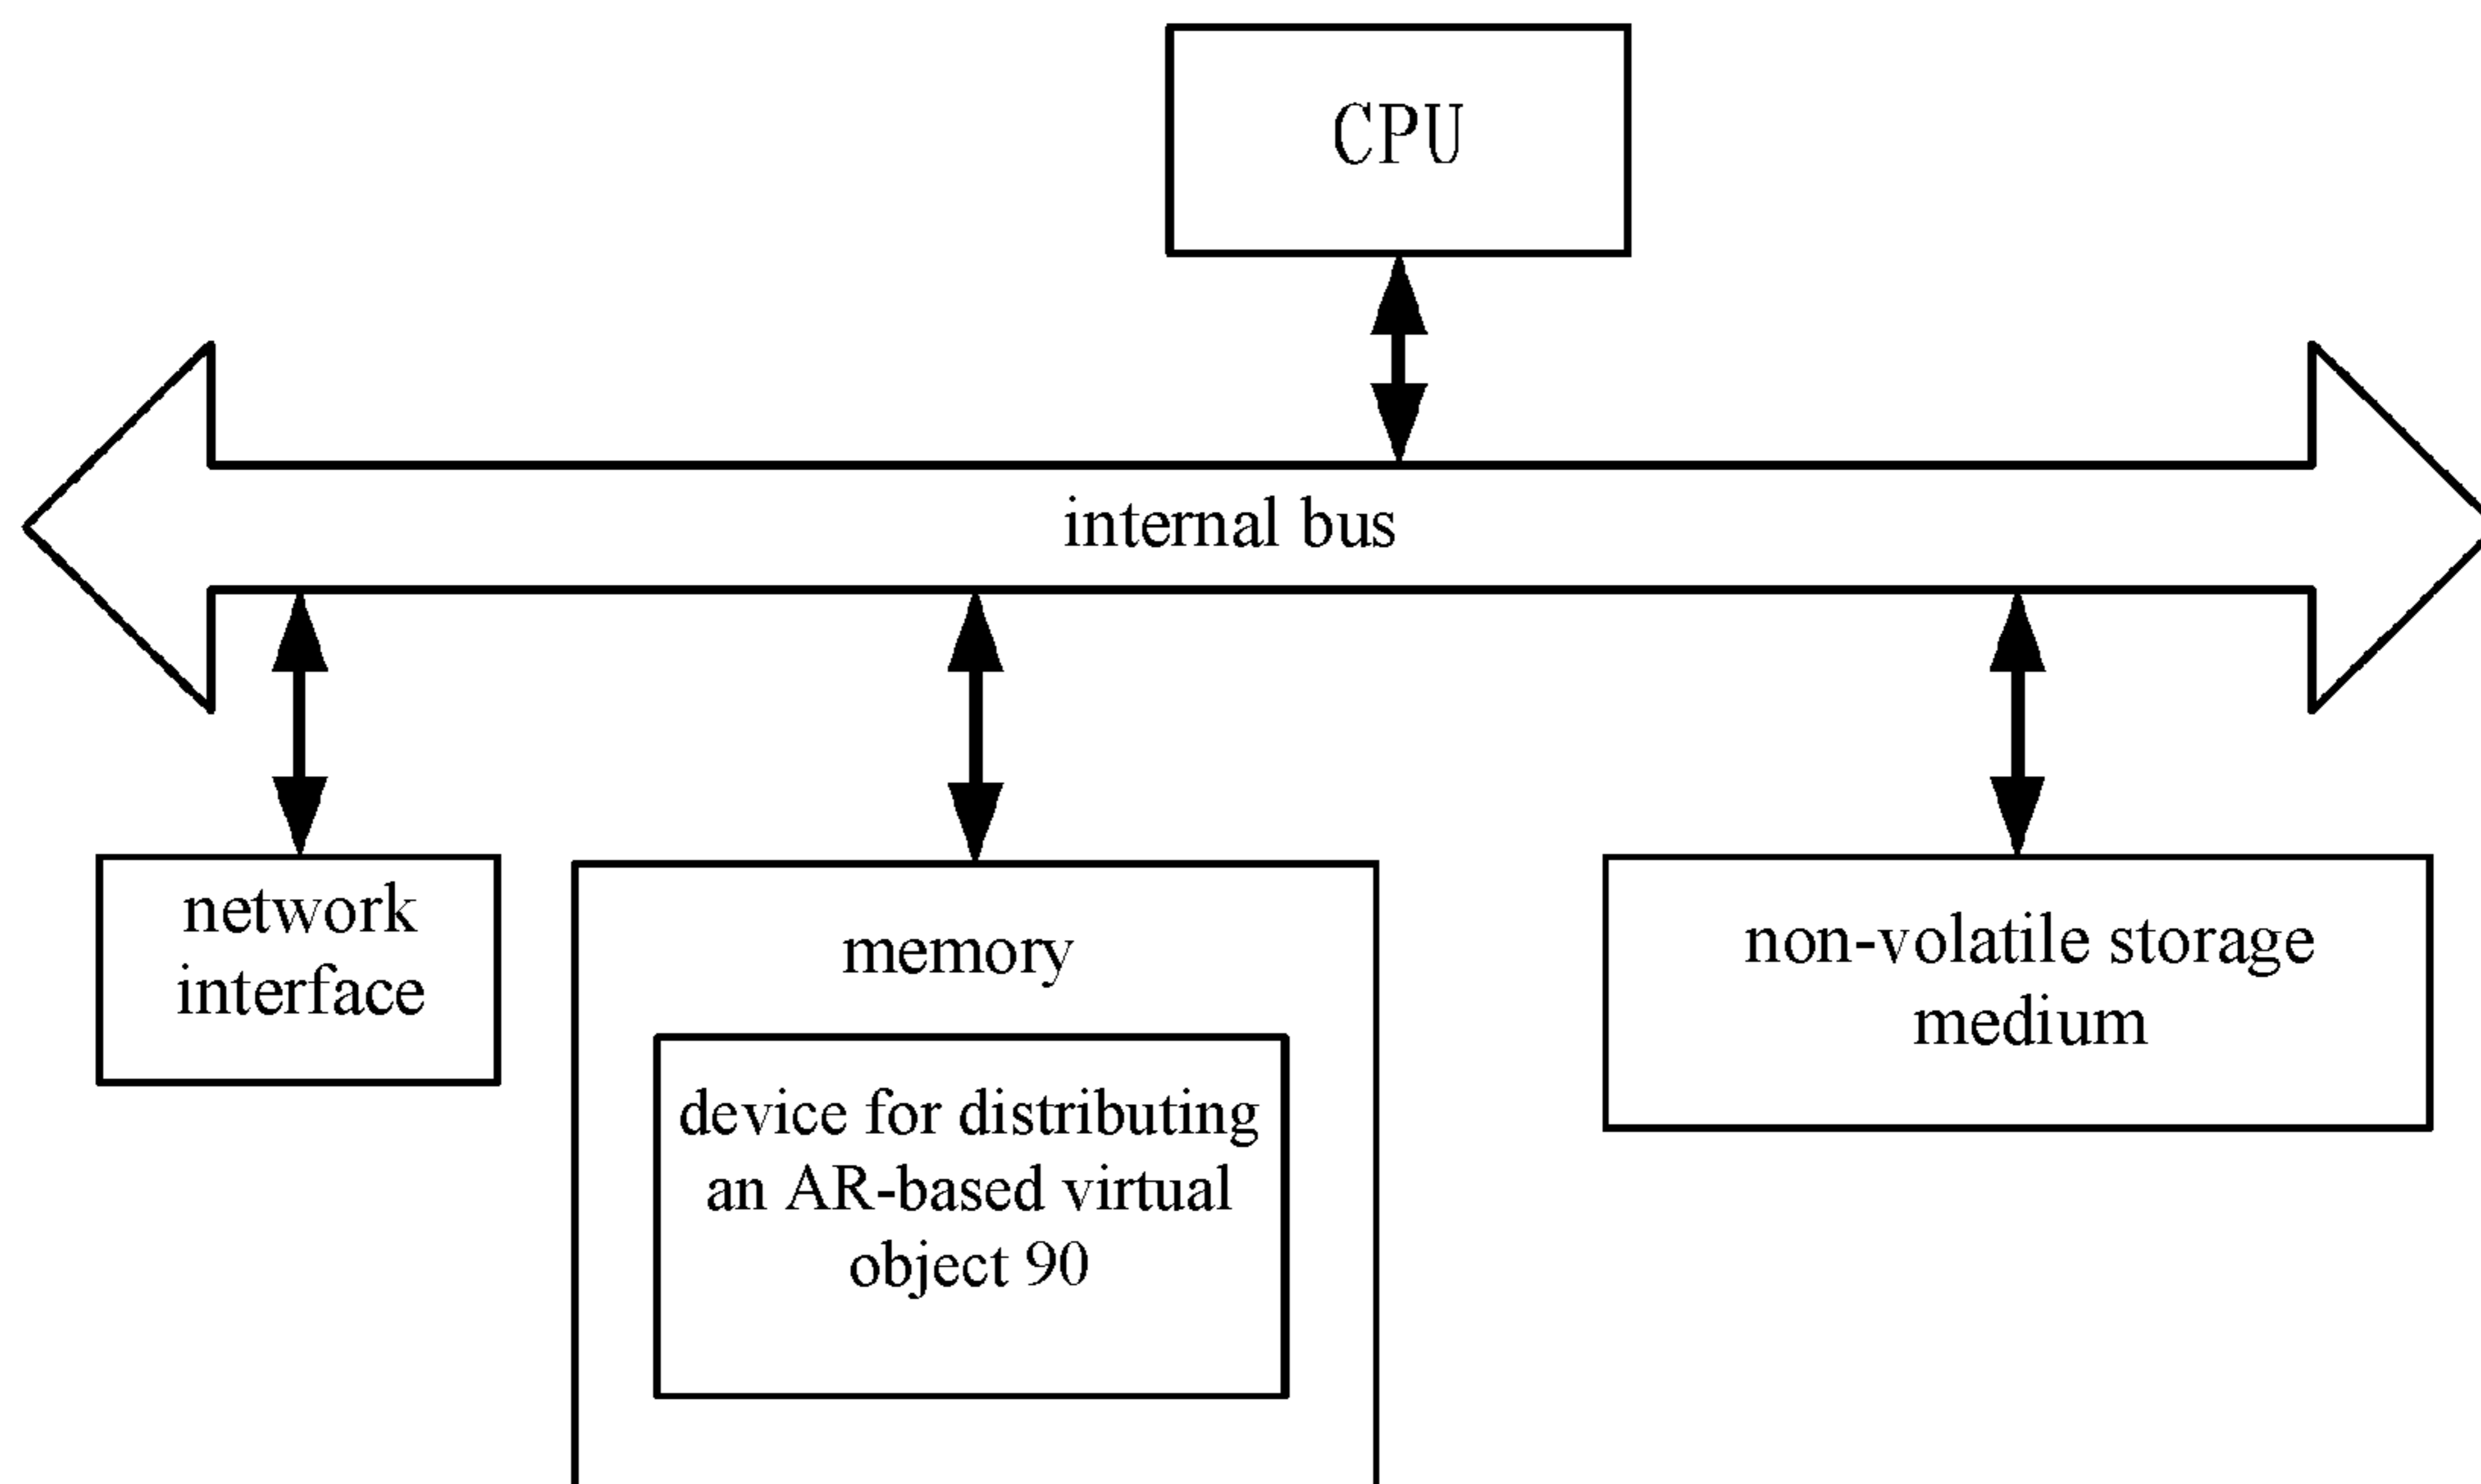 CPU
internal bus
network
interface
memory
device for distributing
an AR-based virtual
object 90
non-volatile storage
medium